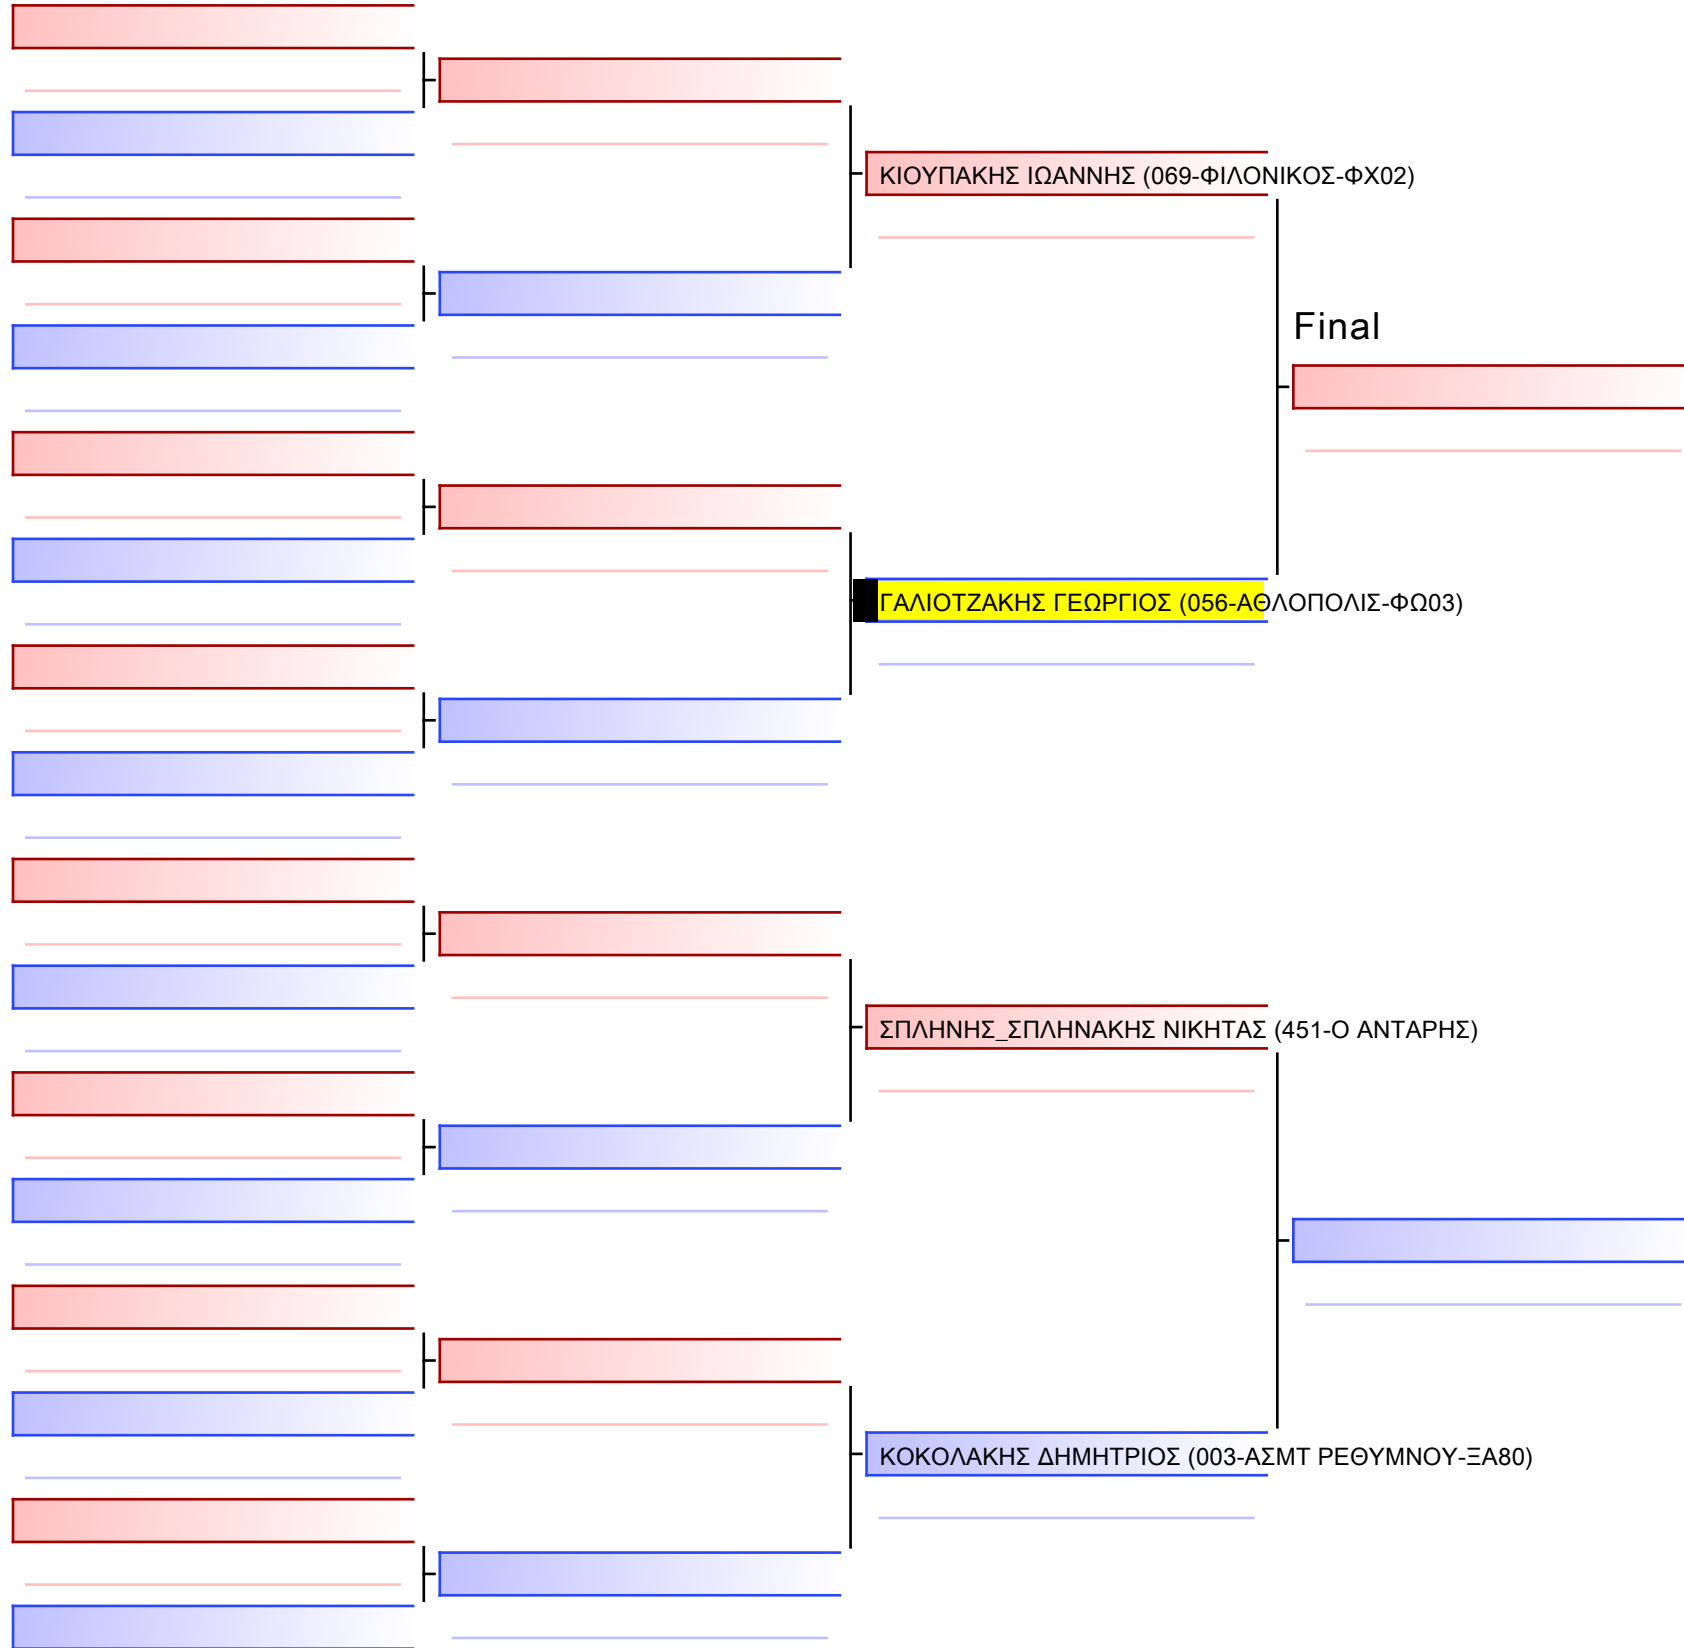 ΚΙΟΥΠΑΚΗΣ ΙΩΑΝΝΗΣ (069-ΦΙΛΟΝΙΚΟΣ-ΦΧ02)
Final
ΓΑΛΙΟΤΖΑΚΗΣ ΓΕΩΡΓΙΟΣ (056-ΑΘΛΟΠΟΛΙΣ-ΦΩ03)
ΣΠΛΗΝΗΣ_ΣΠΛΗΝΑΚΗΣ ΝΙΚΗΤΑΣ (451-Ο ΑΝΤΑΡΗΣ)
ΚΟΚΟΛΑΚΗΣ ΔΗΜΗΤΡΙΟΣ (003-ΑΣΜΤ ΡΕΘΥΜΝΟΥ-ΞΑ80)